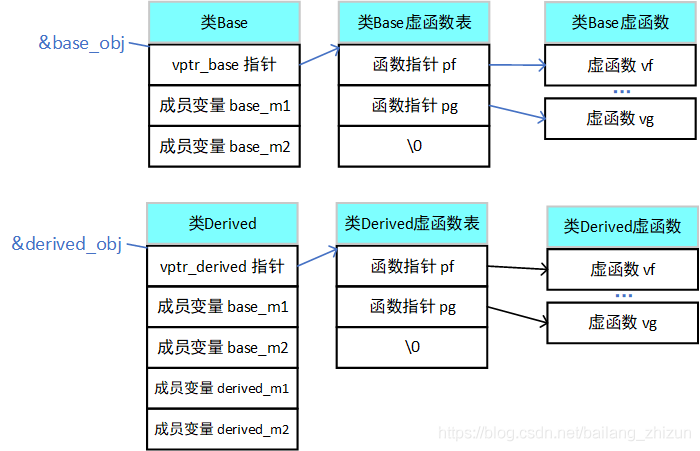 类Base
类Base虚函数表
类Base虚函数
&base_obj
vptr_base 指针
函数指针 pf
虚函数 vf
...
成员变量 base_m1
函数指针 pg
虚函数 vg
成员变量 base_m2
\0
类Derived
类Derived虚函数表
类Derived虚函数
&derived_obj
vptr_derived 指针
函数指针 pf
虚函数 vf
...
成员变量 base_m1
函数指针 pg
虚函数 vg
成员变量 base_m2
\0
成员变量 derived_m1
成员变量 derived_m2
https://blog.csdn.net/bailang_zhizun